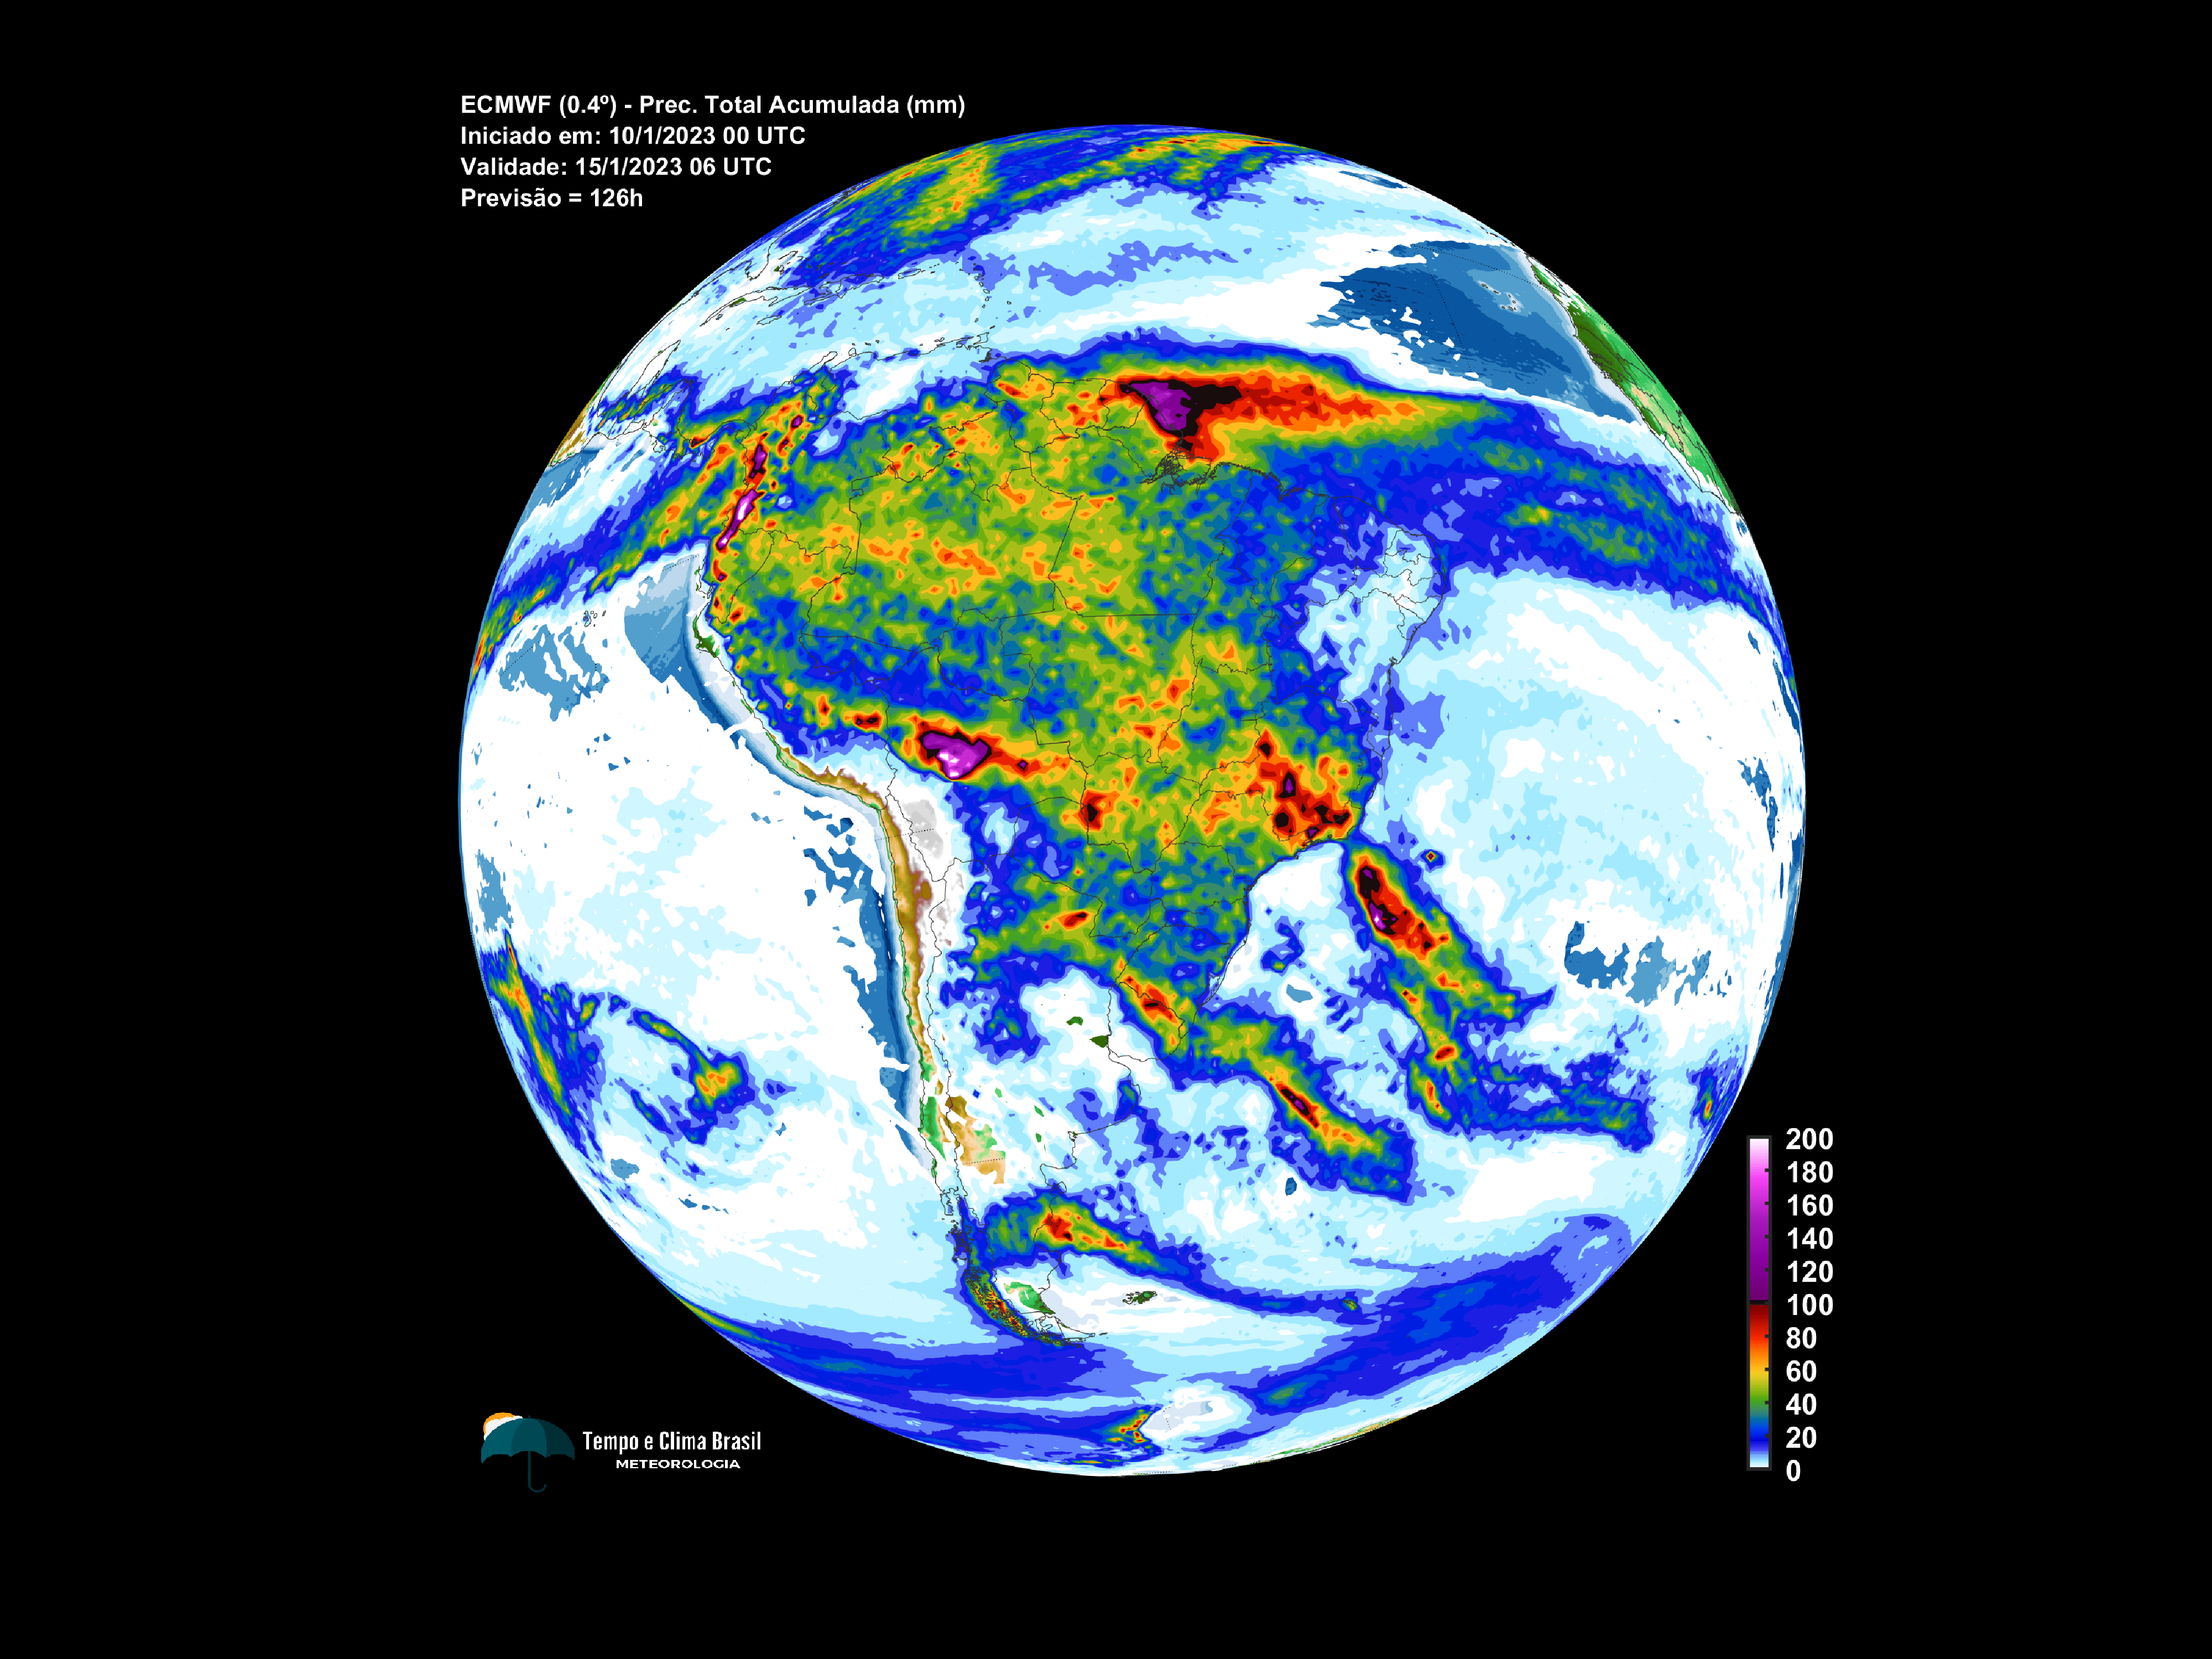 ECMWF (0.4º) - Prec. Total Acumulada (mm)
Iniciado em: 10/1/2023 00 UTC
Validade: 15/1/2023 06 UTC
Previsão = 126h
200
180
160
140
120
100
80
60
40
20
0
Tempo e Clima Brasil
METEOROLOGIA